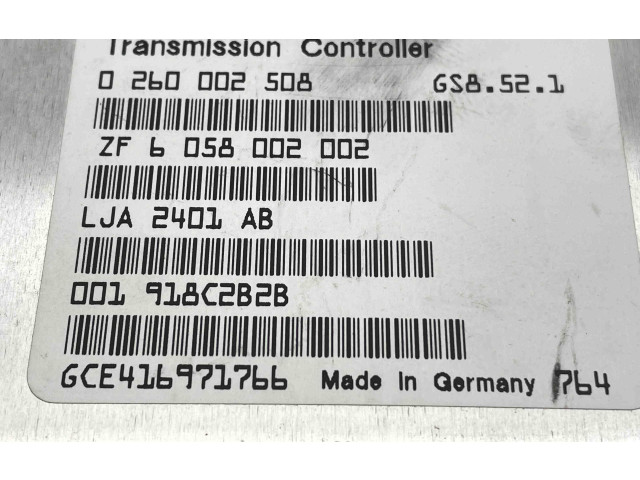 Transmission Controller
0 260 002 508 GS8.52.1
ZF 6 058 002 002
LJA 2401 AB
001 918C2B2B
GCE416971766 Made In Germany 764